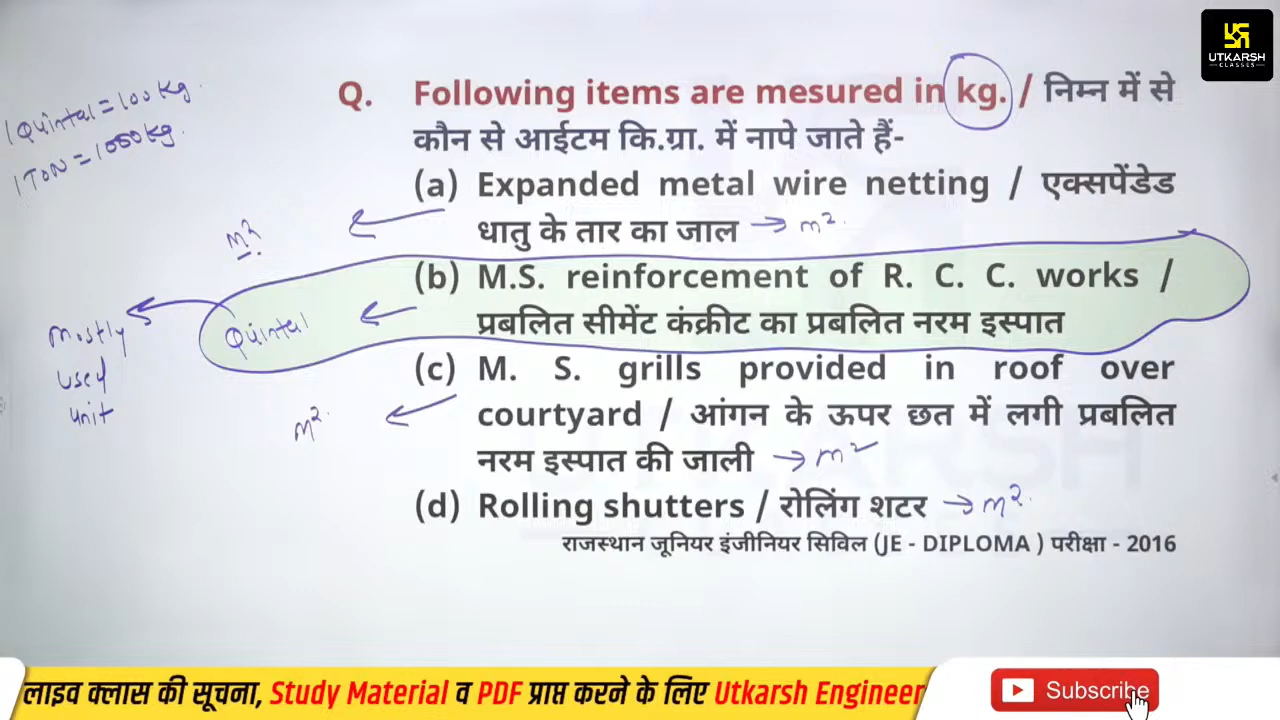 UTKARSH
CLASSES
1 Quintal = 100 kg.
1 TON = 1000 kg.
Q. Following items are mesured in kg. / निम्न में से
कौन से आईटम कि.ग्रा. में नापे जाते हैं-
(a) Expanded metal wire netting / एक्सपेंडेड
धातु के तार का जाल → m².
m².
(b) M.S. reinforcement of R. C. C. works /
Quintal
प्रबलित सीमेंट कंक्रीट का प्रबलित नरम इस्पात
mostly
used
unit
(c) M. S. grills provided in roof over
m².
courtyard / आंगन के ऊपर छत में लगी प्रबलित
नरम इस्पात की जाली → m²
(d) Rolling shutters / रोलिंग शटर → m².
राजस्थान जूनियर इंजीनियर सिविल (JE - DIPLOMA ) परीक्षा - 2016
लाइव क्लास की सूचना, Study Material व PDF प्राप्त करने के लिए Utkarsh Engineer
Subscribe